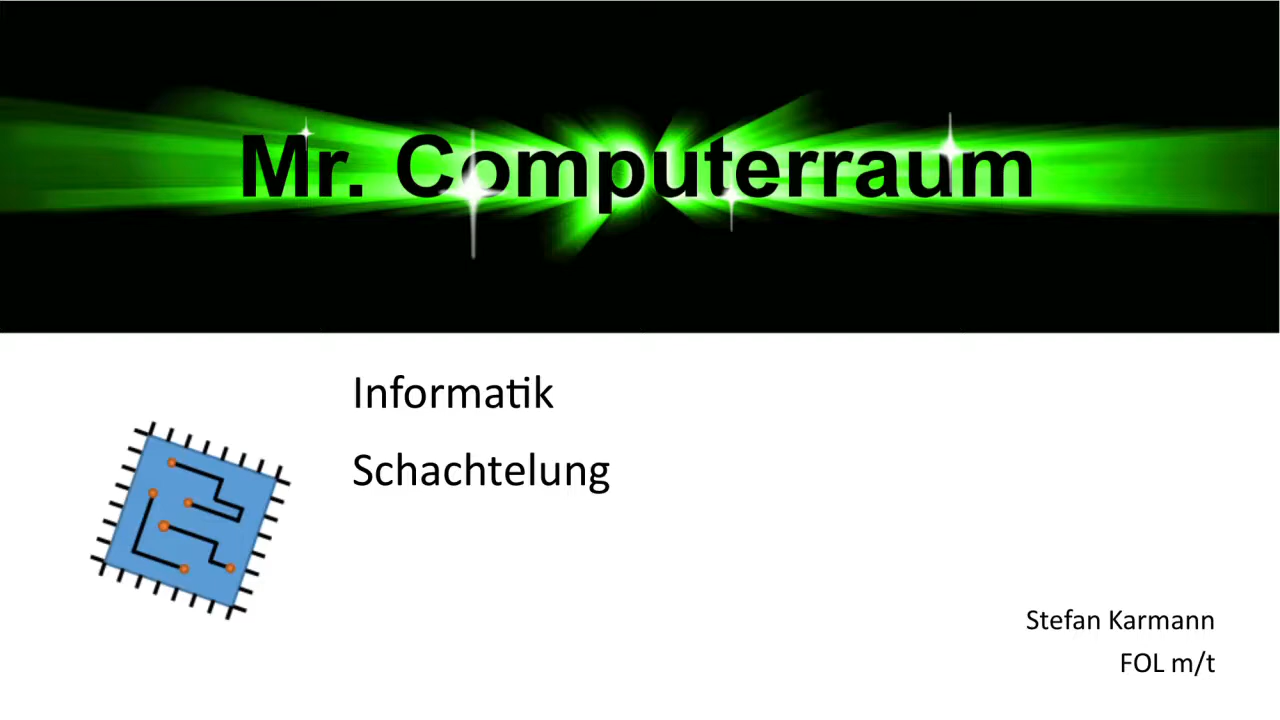 Mr. Computerraum
Informatik
Schachtelung
Stefan Karmann
FOL m/t